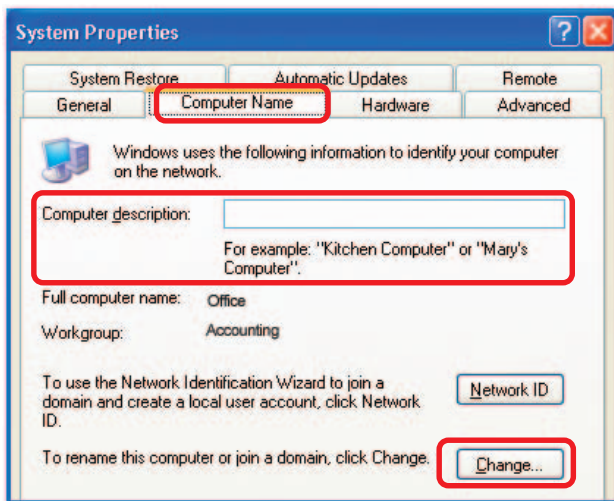 System Properties
?
System Restore Automatic Updates Remote
General Computer Name Hardware Advanced
Windows uses the following information to identify your computer
on the network.
Computer description:
For example: "Kitchen Computer" or "Mary's
Computer".
Full computer name: Office
Workgroup: Accounting
To use the Network Identification Wizard to join a
domain and create a local user account, click Network
ID.
Network ID
To rename this computer or join a domain, click Change.
Change...